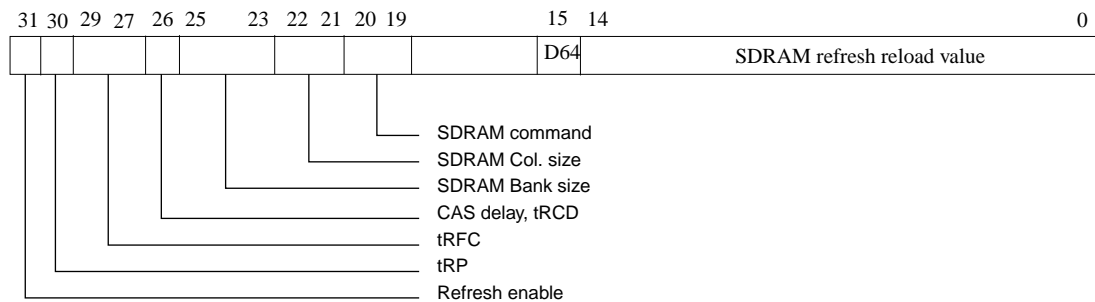 31 30 29 27 26 25 23 22 21 20 19 15 14 0
D64 SDRAM refresh reload value
SDRAM command
SDRAM Col. size
SDRAM Bank size
CAS delay, tRCD
tRFC
tRP
Refresh enable